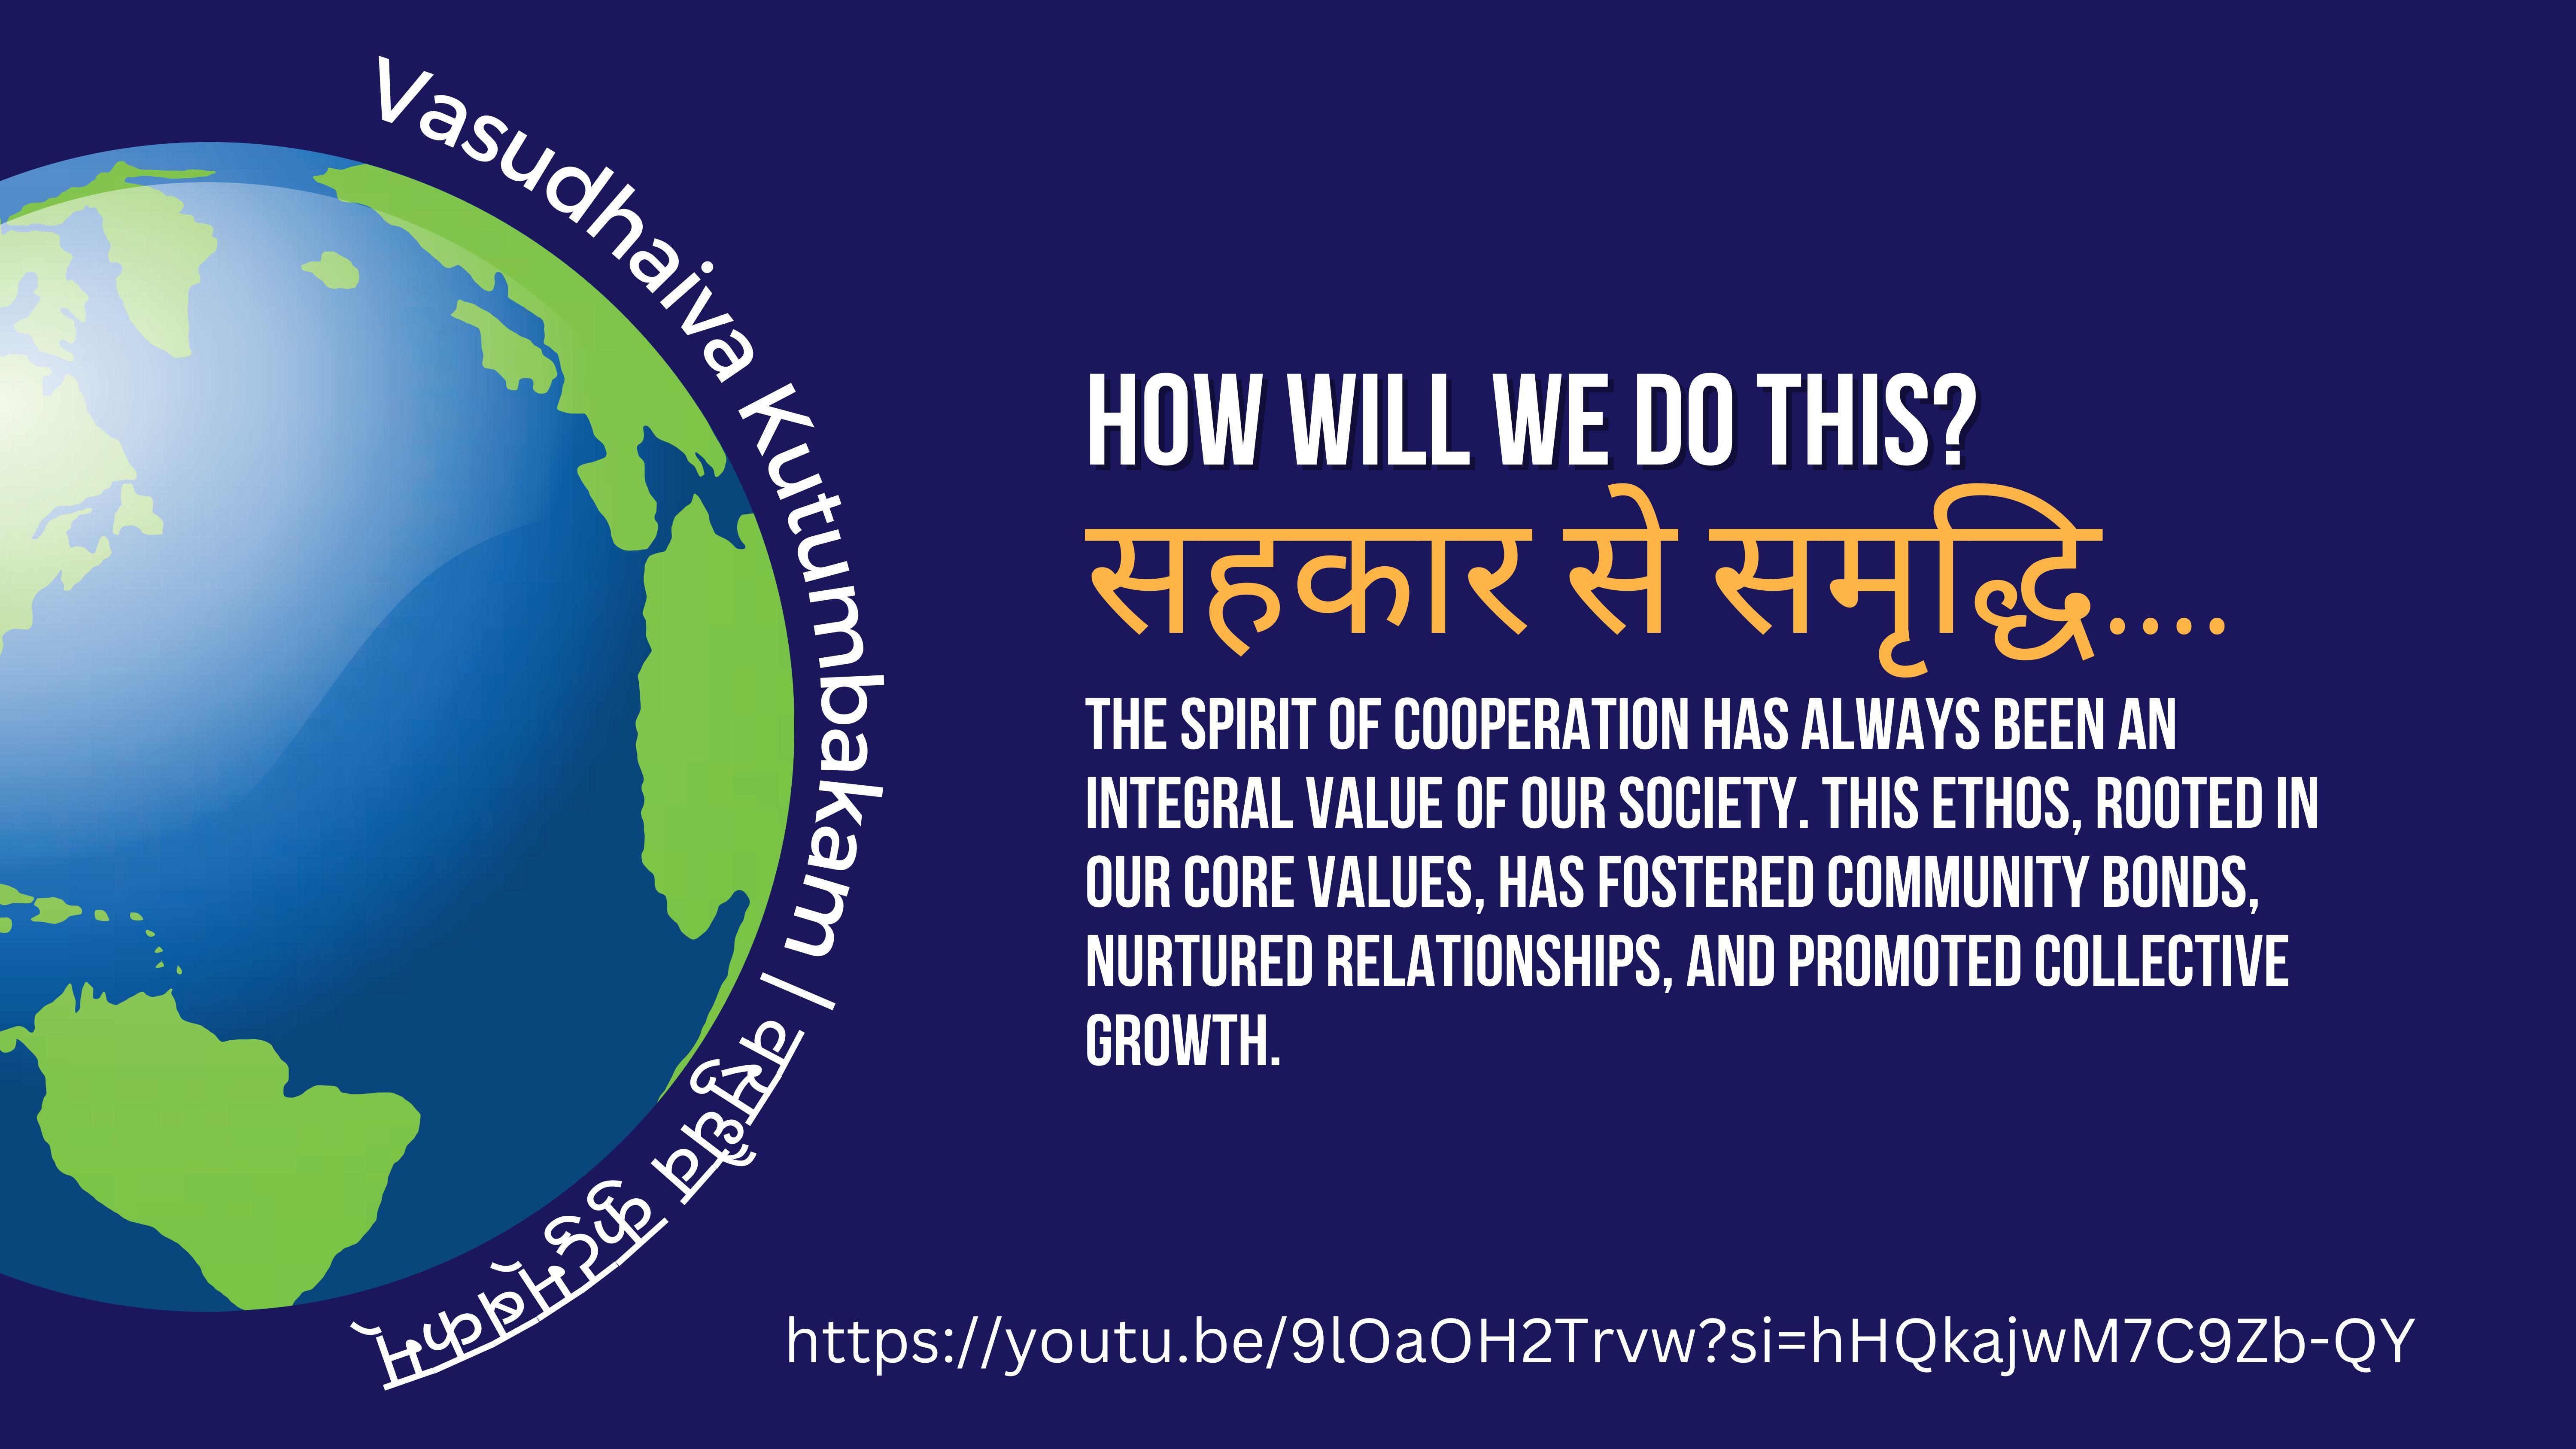 Vasudhaiva Kutumbakam | वसुधैव कुटुम्बकम्
HOW WILL WE DO THIS?
सहकार से समृद्धि....
THE SPIRIT OF COOPERATION HAS ALWAYS BEEN AN
INTEGRAL VALUE OF OUR SOCIETY. THIS ETHOS, ROOTED IN
OUR CORE VALUES, HAS FOSTERED COMMUNITY BONDS,
NURTURED RELATIONSHIPS, AND PROMOTED COLLECTIVE
GROWTH.
https://youtu.be/9lOaOH2Trvw?si=hHQkajwM7C9Zb-QY